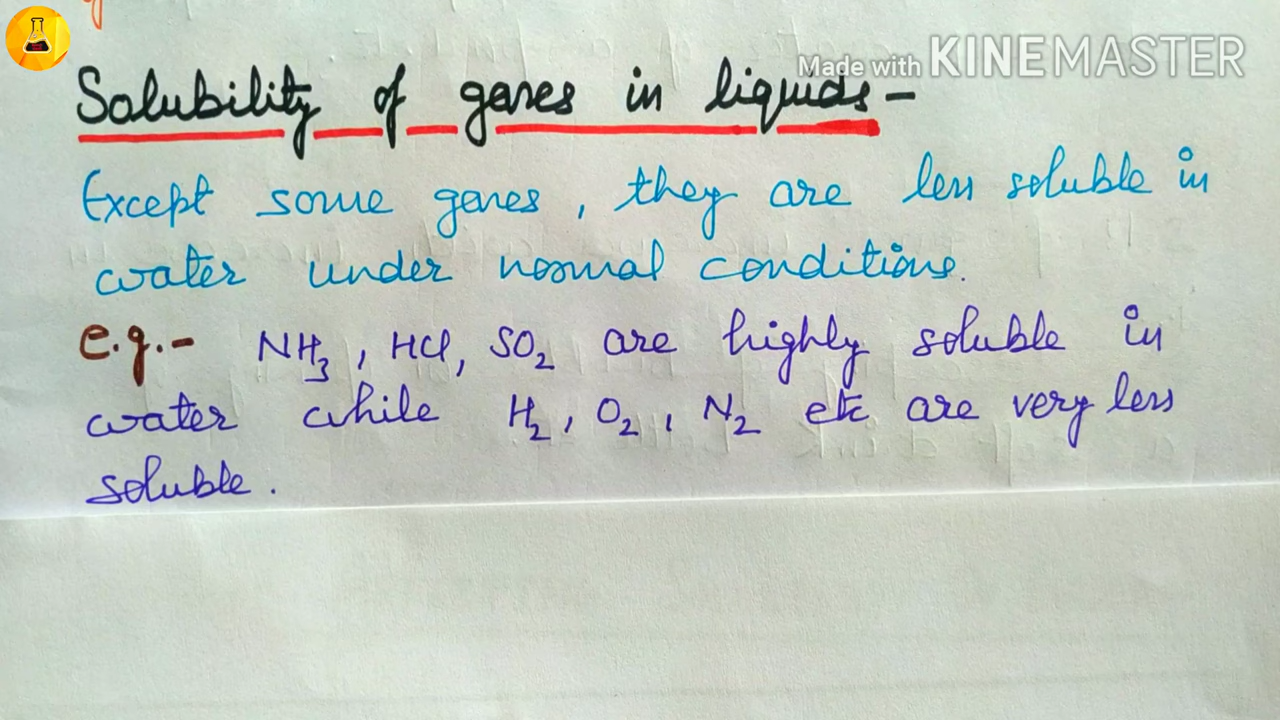 Made with KINEMASTER
Solubility of gases in liquids -
Except some gases, they are less soluble in
water under normal conditions.
e.g.:- NH3, HCl, SO2 are highly soluble in
water while H2, O2, N2 etc are very less
soluble.